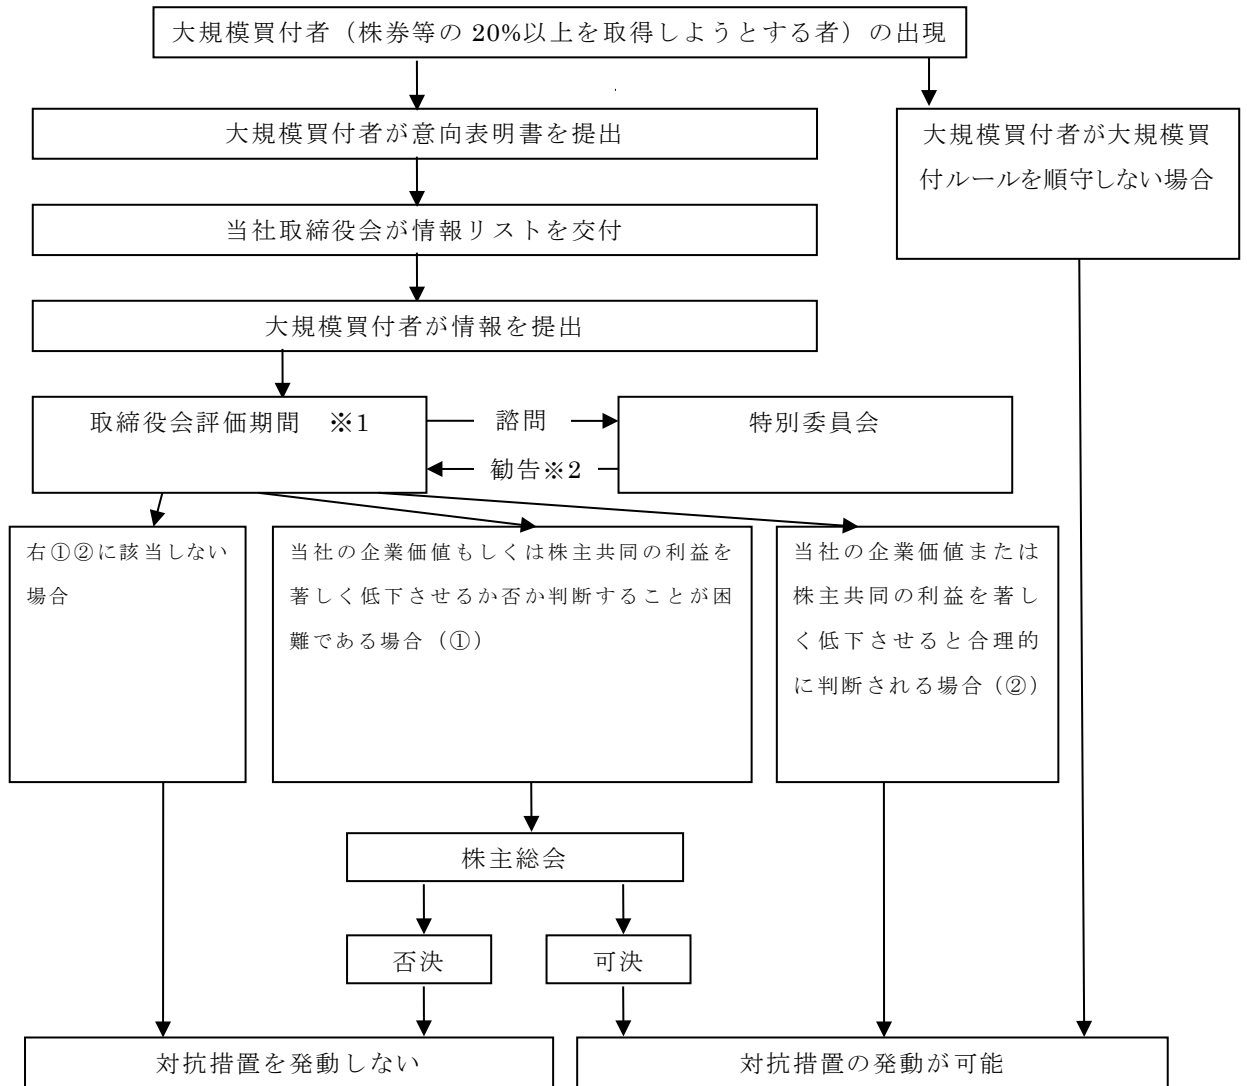 大規模買付者（株券等の 20%以上を取得しようとする者）の出現
大規模買付者が意向表明書を提出
大規模買付者が大規模買
付ルールを順守しない場合
当社取締役会が情報リストを交付
大規模買付者が情報を提出
取締役会評価期間　※1
諮問
特別委員会
勧告※2
右①②に該当しない
場合
当社の企業価値もしくは株主共同の利益を
著しく低下させるか否か判断することが困
難である場合（①）
当社の企業価値または
株主共同の利益を著し
く低下させると合理的
に判断される場合（②）
株主総会
否決
可決
対抗措置を発動しない
対抗措置の発動が可能